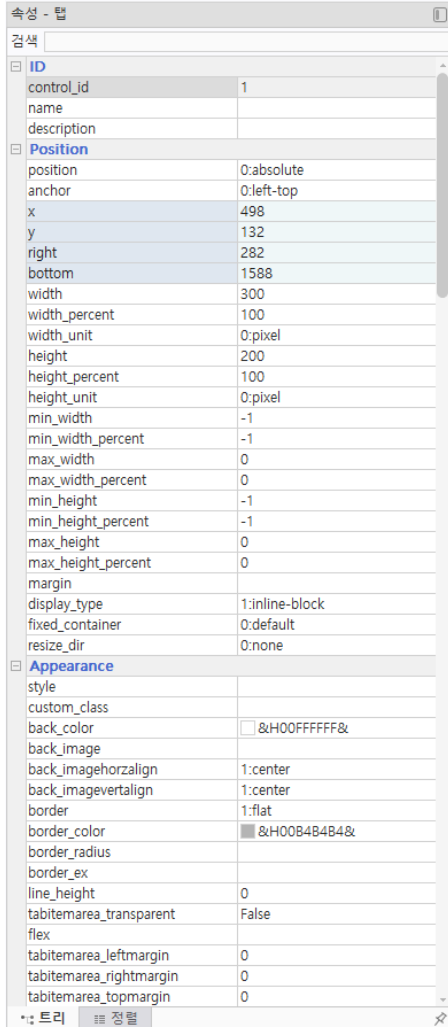 속성 - 탭
검색
ID
control_id 1
name
description
Position
position 0:absolute
anchor 0:left-top
x 498
y 132
right 282
bottom 1588
width 300
width_percent 100
width_unit 0:pixel
height 200
height_percent 100
height_unit 0:pixel
min_width -1
min_width_percent -1
max_width 0
max_width_percent 0
min_height -1
min_height_percent -1
max_height 0
max_height_percent 0
margin
display_type 1:inline-block
fixed_container 0:default
resize_dir 0:none
Appearance
style
custom_class
back_color &H00FFFFFF&
back_image
back_imagehorzalign 1:center
back_imagevertalign 1:center
border 1:flat
border_color &H00B4B4B4&
border_radius
border_ex
line_height 0
tabitemarea_transparent False
flex
tabitemarea_leftmargin 0
tabitemarea_rightmargin 0
tabitemarea_topmargin 0
트리 정렬